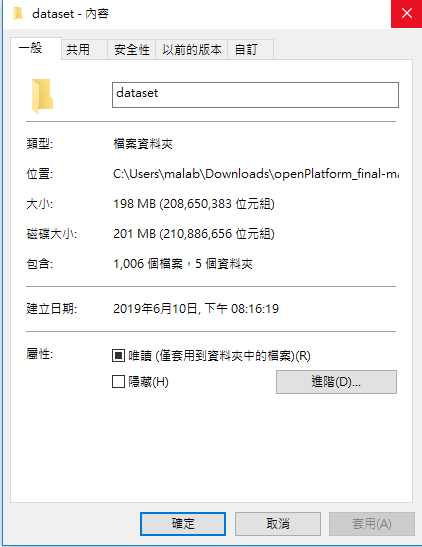 dataset - 內容
一般 共用 安全性 以前的版本 自訂
dataset
類型: 檔案資料夾
位置: C:\Users\malab\Downloads\openPlatform_final-ma
大小: 198 MB (208,650,383 位元組)
磁碟大小: 201 MB (210,886,656 位元組)
包含: 1,006 個檔案，5 個資料夾
建立日期: 2019年6月10日, 下午 08:16:19
屬性: 唯讀 (僅套用到資料夾中的檔案)(R)
隱藏(H) 進階(D)...
確定 取消 套用(A)